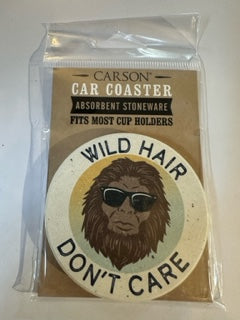 CARSON®
CAR COASTER
ABSORBENT STONEWARE
FITS MOST CUP HOLDERS
WILD HAIR
DON'T CARE